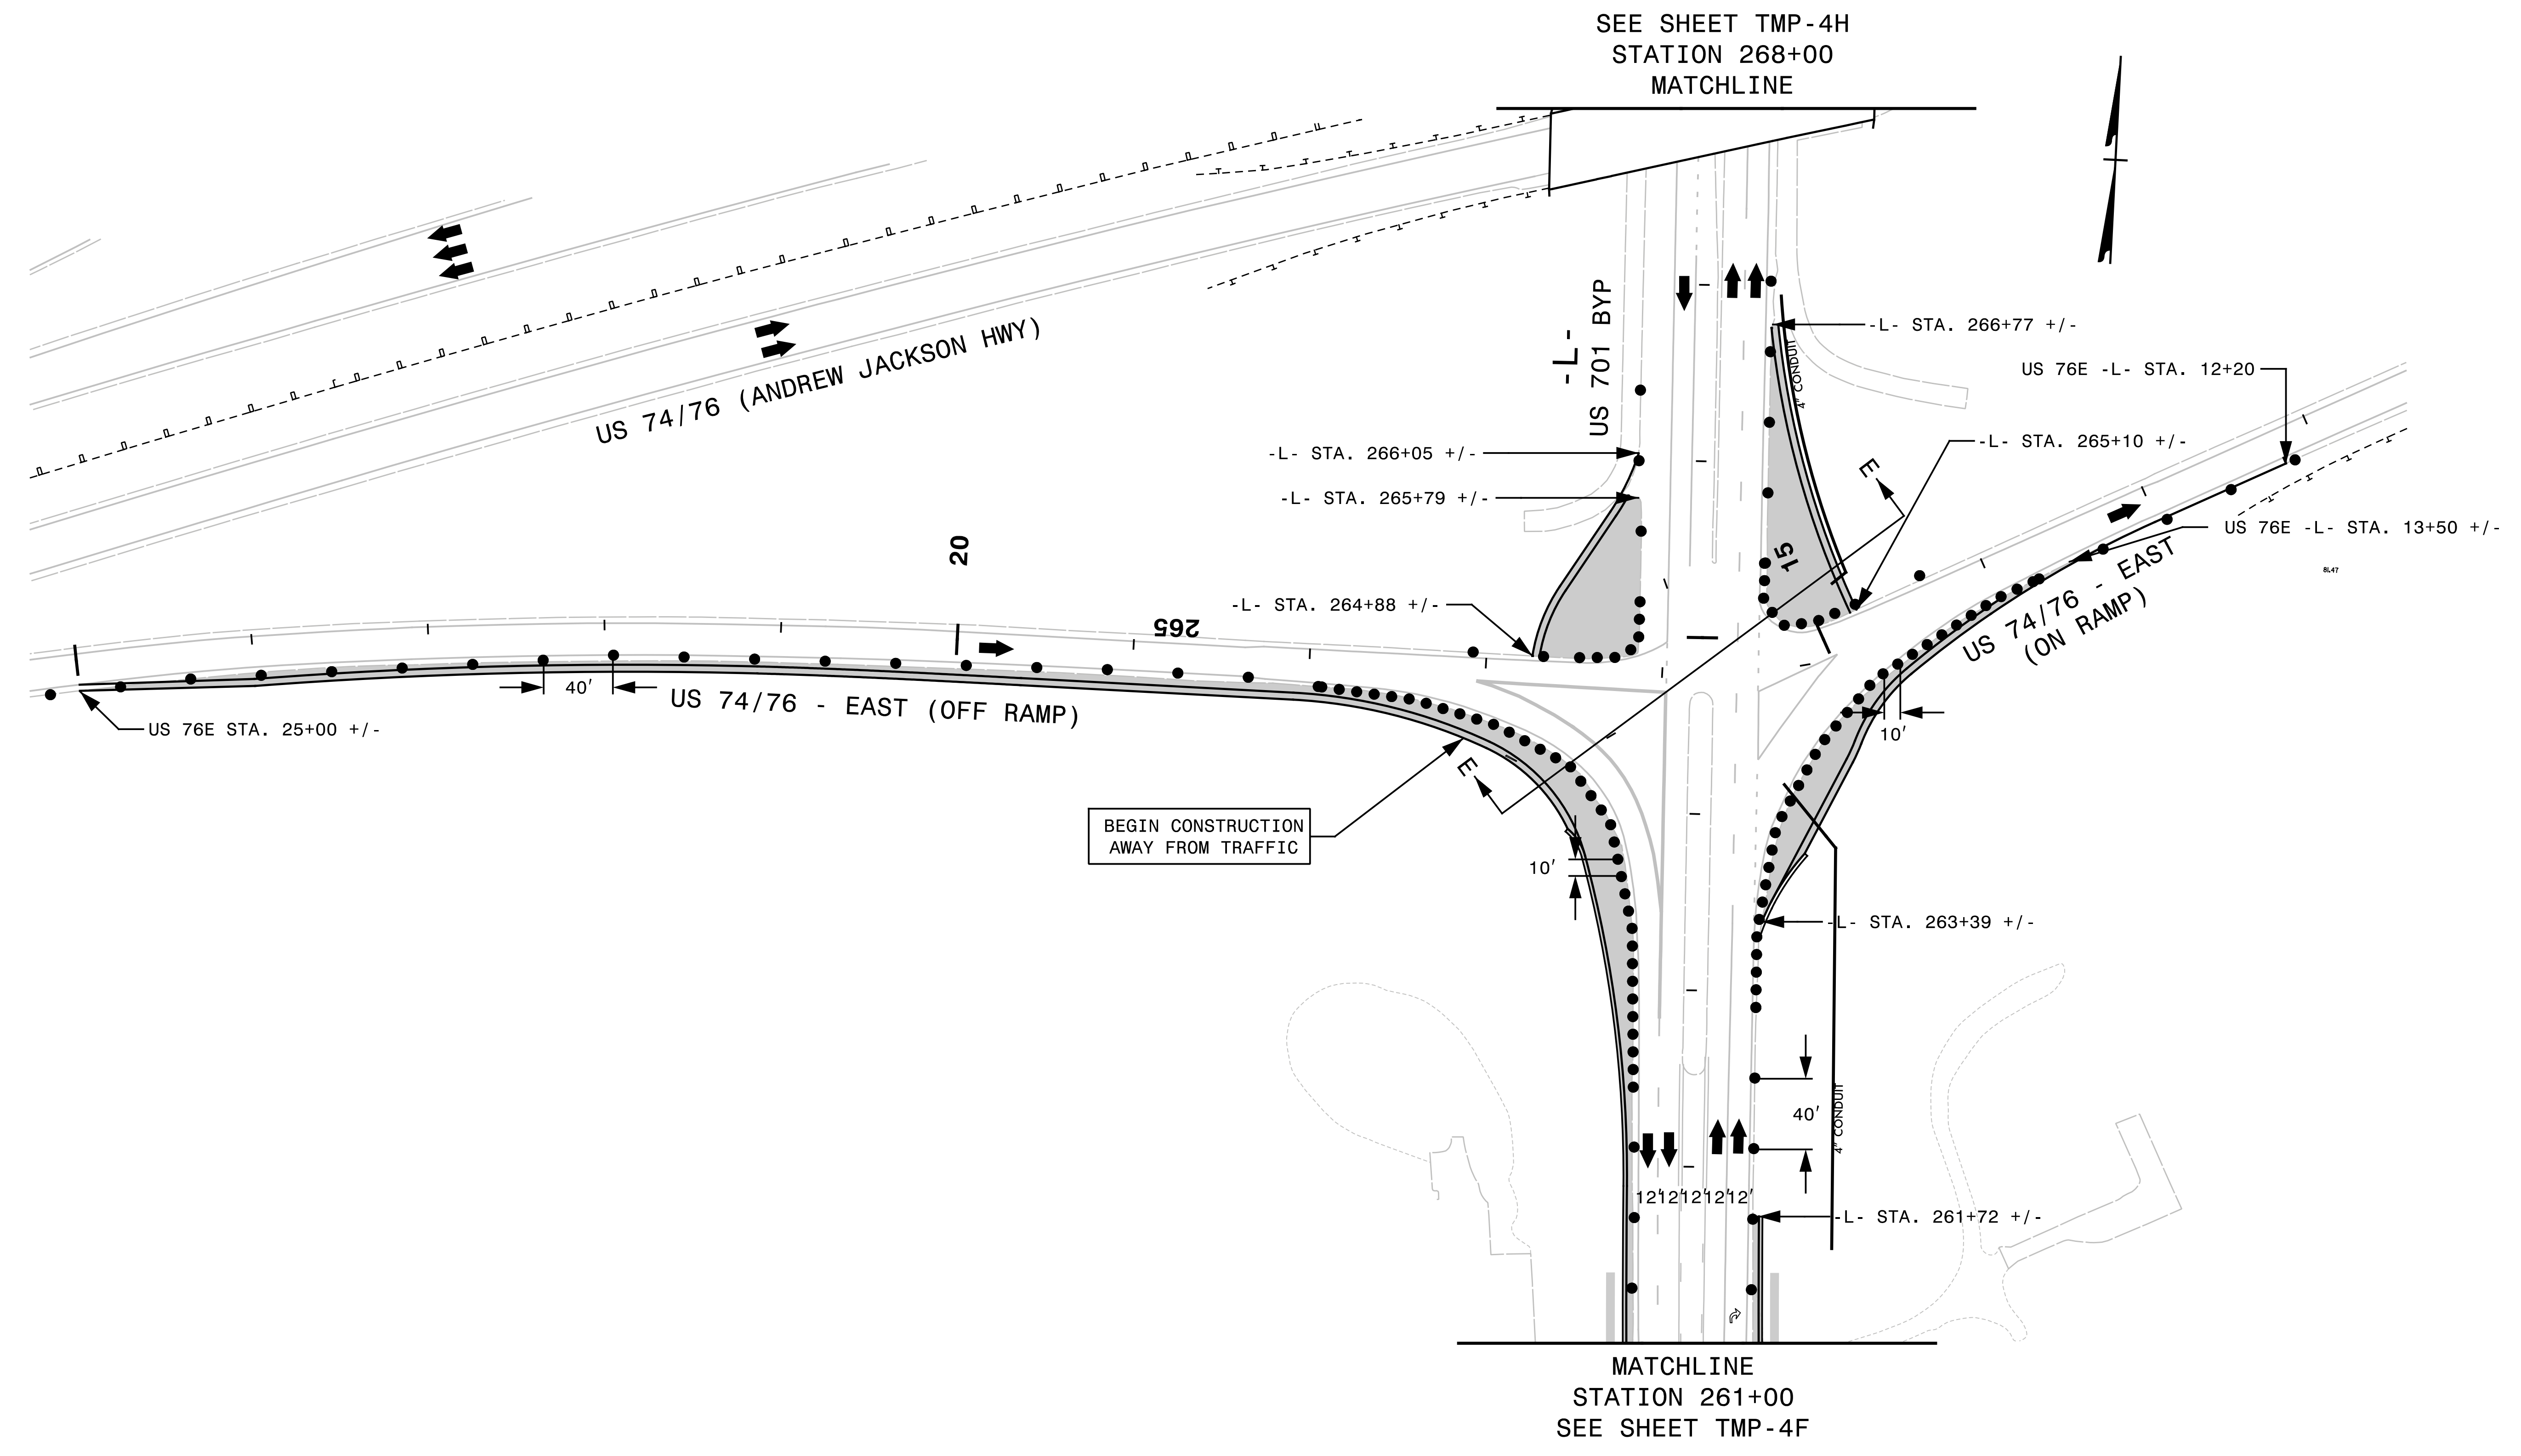 SEE SHEET TMP-4H
STATION 268+00
MATCHLINE
-L- STA. 266+77 +/-
4" CONDUIT
US 76E -L- STA. 12+20
-L-
US 701 BYP
US 74/76 (ANDREW JACKSON HWY)
-L- STA. 266+05 +/-
-L- STA. 265+10 +/-
E
-L- STA. 265+79 +/-
US 76E -L- STA. 13+50 +/-
20
15
US 74/76 - EAST
(ON RAMP)
-L- STA. 264+88 +/-
265
40'
US 74/76 - EAST (OFF RAMP)
US 76E STA. 25+00 +/-
10'
E
BEGIN CONSTRUCTION
AWAY FROM TRAFFIC
10'
-L- STA. 263+39 +/-
40'
4" CONDUIT
12' 12' 12' 12' 12'
-L- STA. 261+72 +/-
MATCHLINE
STATION 261+00
SEE SHEET TMP-4F